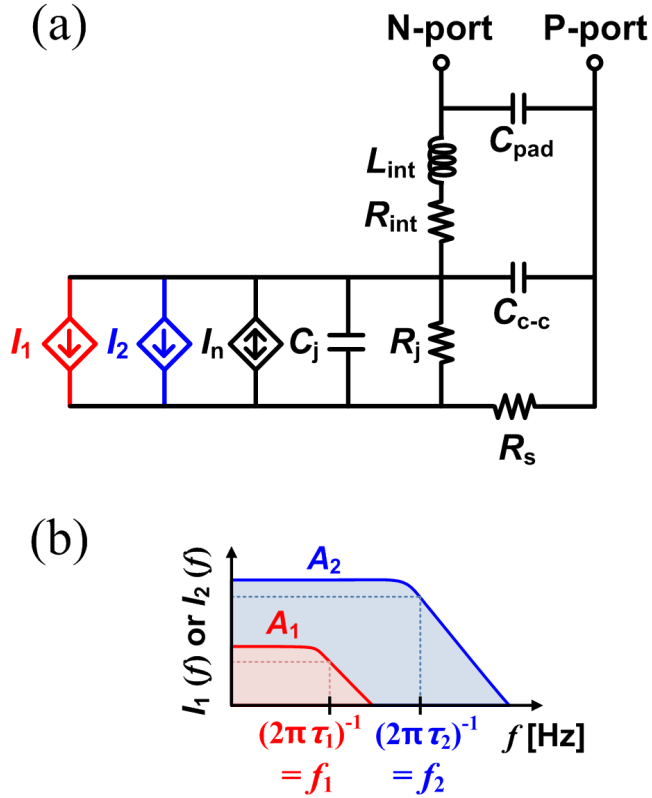 (a)
N-port P-port
C_pad
L_int
R_int
C_c-c
I_1 I_2 I_n C_j R_j
R_s
(b)
I_1 (f) or I_2 (f)
A_2
A_1
(2π τ_1)^-1 (2π τ_2)^-1 f [Hz]
= f_1 = f_2